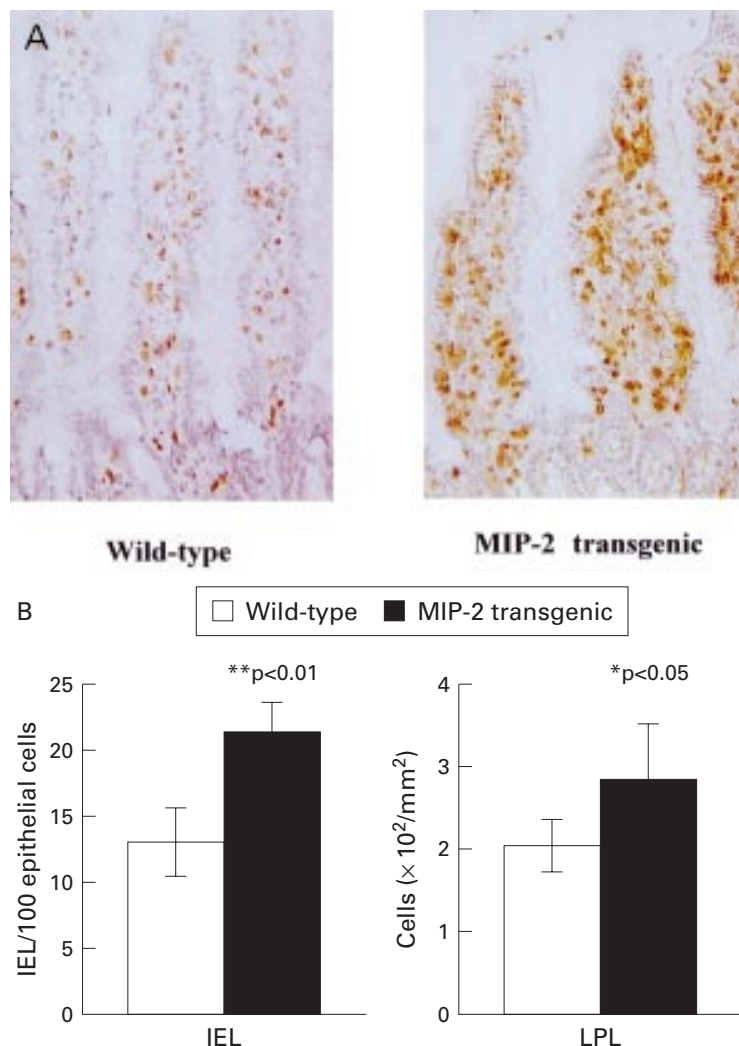 A
Wild-type
MIP-2 transgenic
B
Wild-type MIP-2 transgenic
**p<0.01
IEL/100 epithelial cells
25
20
15
10
5
0
IEL
*p<0.05
Cells (× 10²/mm²)
4
3
2
1
0
LPL